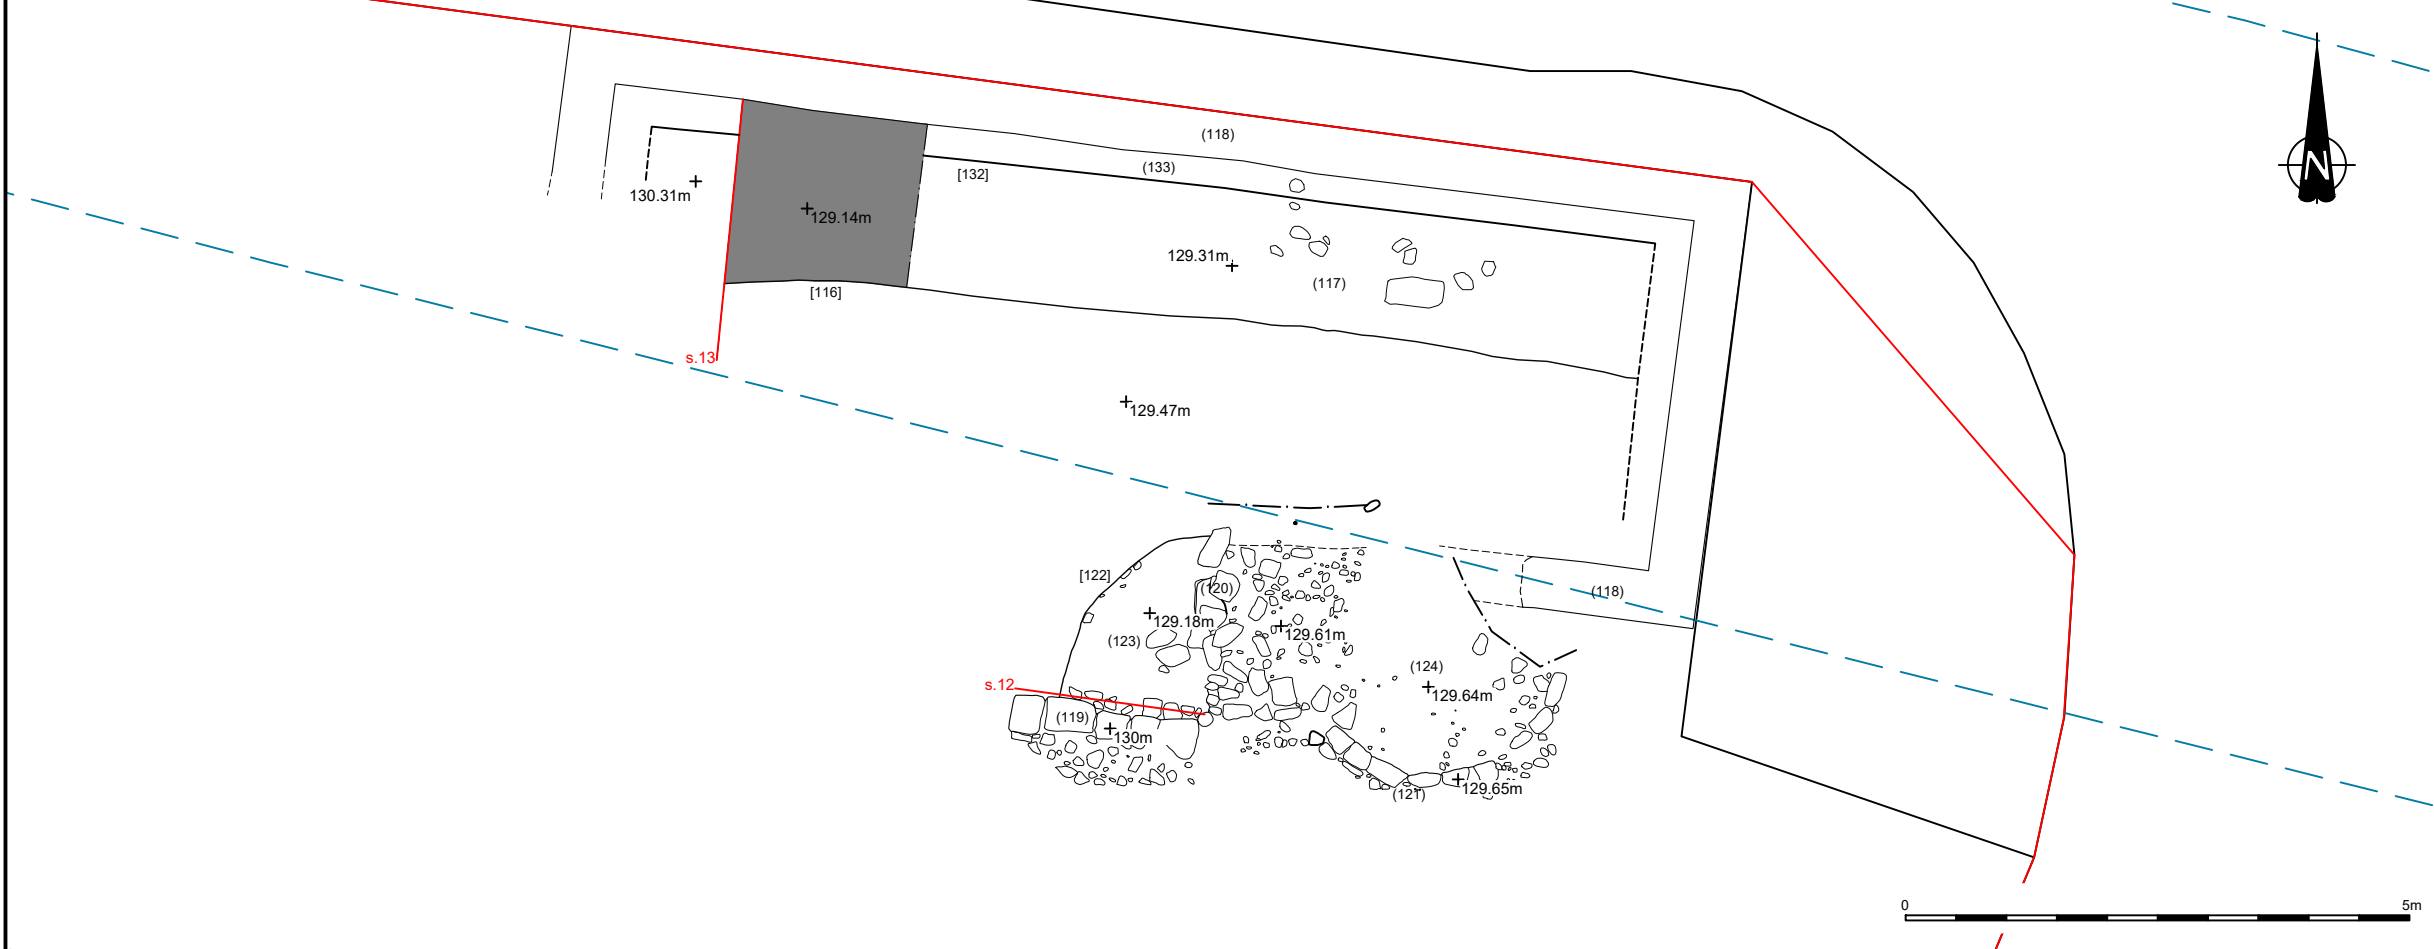 (118)
N
(133)
[132]
130.31m
129.14m
129.31m
(117)
[116]
s.13
129.47m
[122]
(120)
(118)
129.18m
129.61m
(123)
(124)
s.12
129.64m
(119)
130m
129.65m
(121)
0 5m